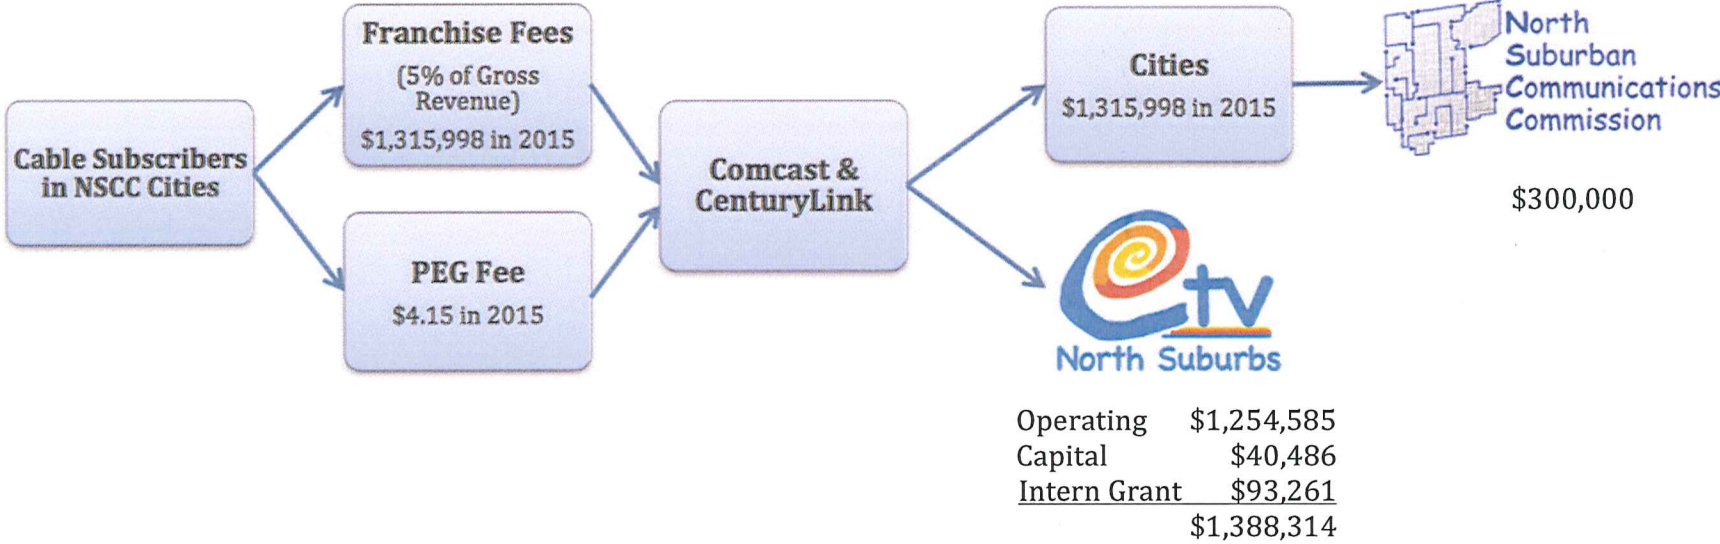 Cable Subscribers
in NSCC Cities
Franchise Fees
(5% of Gross
Revenue)
$1,315,998 in 2015
PEG Fee
$4.15 in 2015
Comcast &
CenturyLink
Cities
$1,315,998 in 2015
North
Suburban
Communications
Commission
$300,000
Ctv
North Suburbs
Operating $1,254,585
Capital $40,486
Intern Grant $93,261
$1,388,314